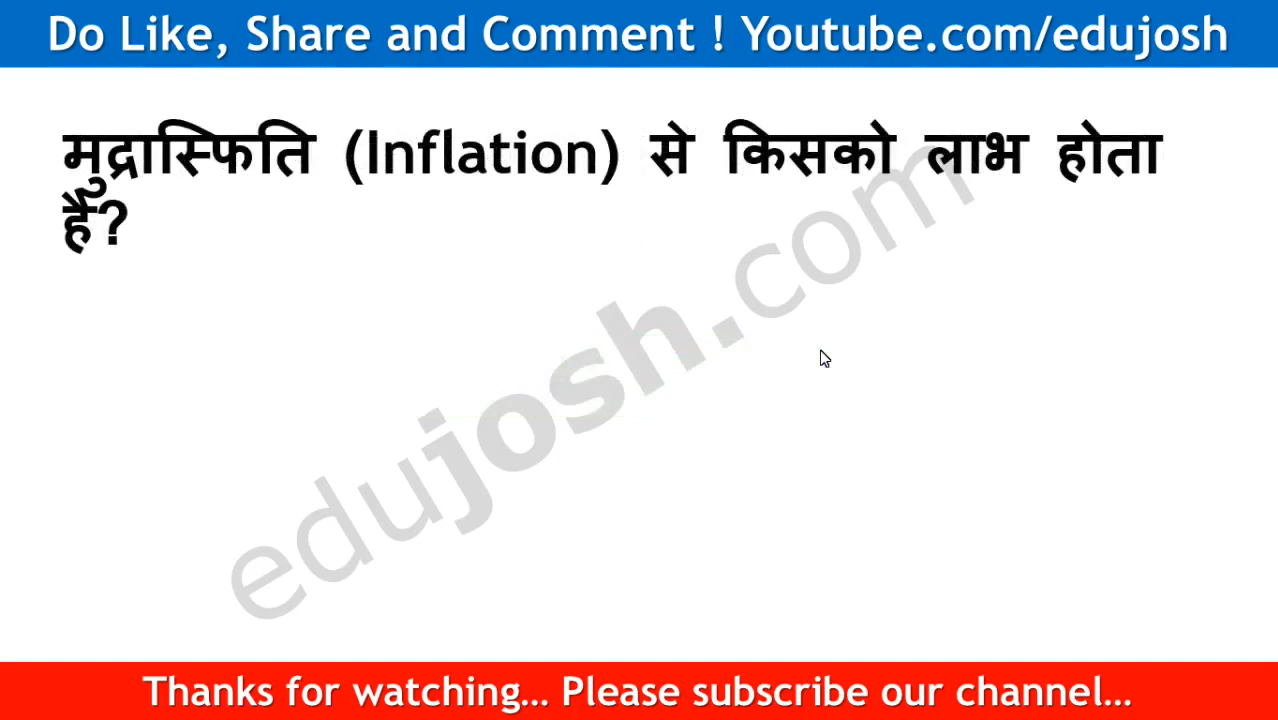 Do Like, Share and Comment ! Youtube.com/edujosh
मुद्रास्फिति (Inflation) से किसको लाभ होता
है?
edujosh.com
Thanks for watching... Please subscribe our channel...